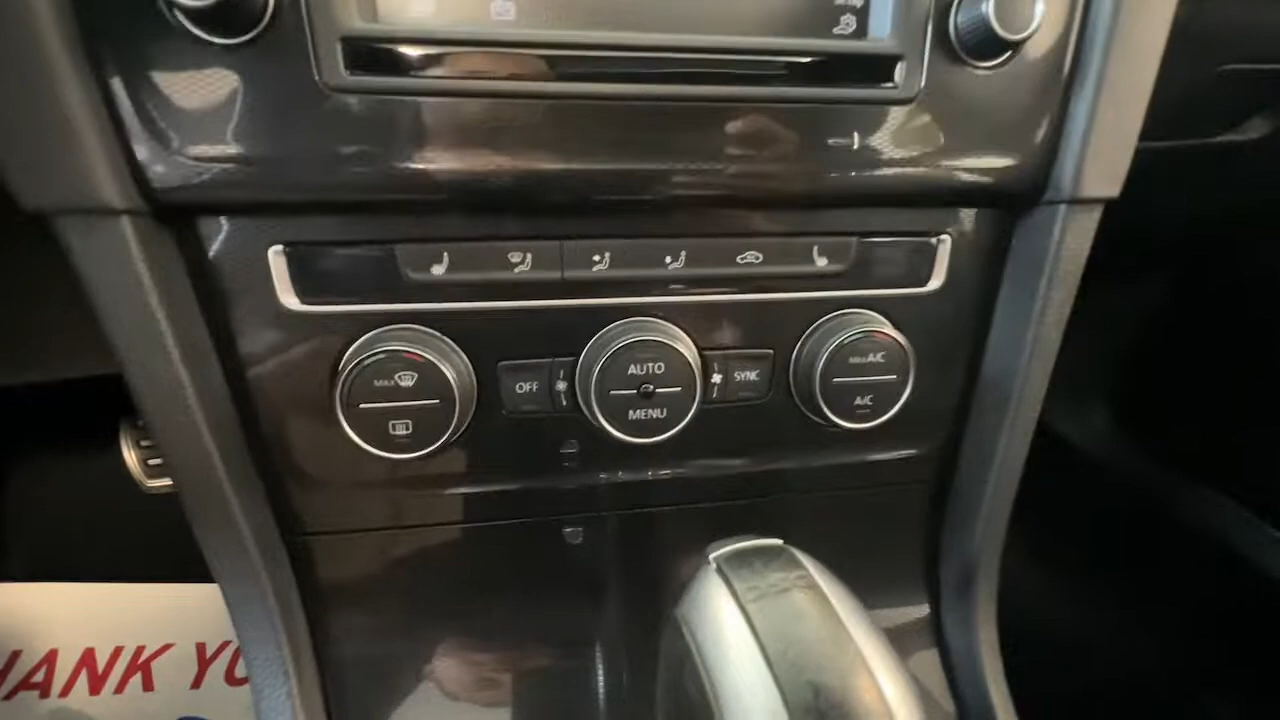 MAX
OFF
AUTO
MENU
SYNC
MAX A/C
A/C
HANK YO